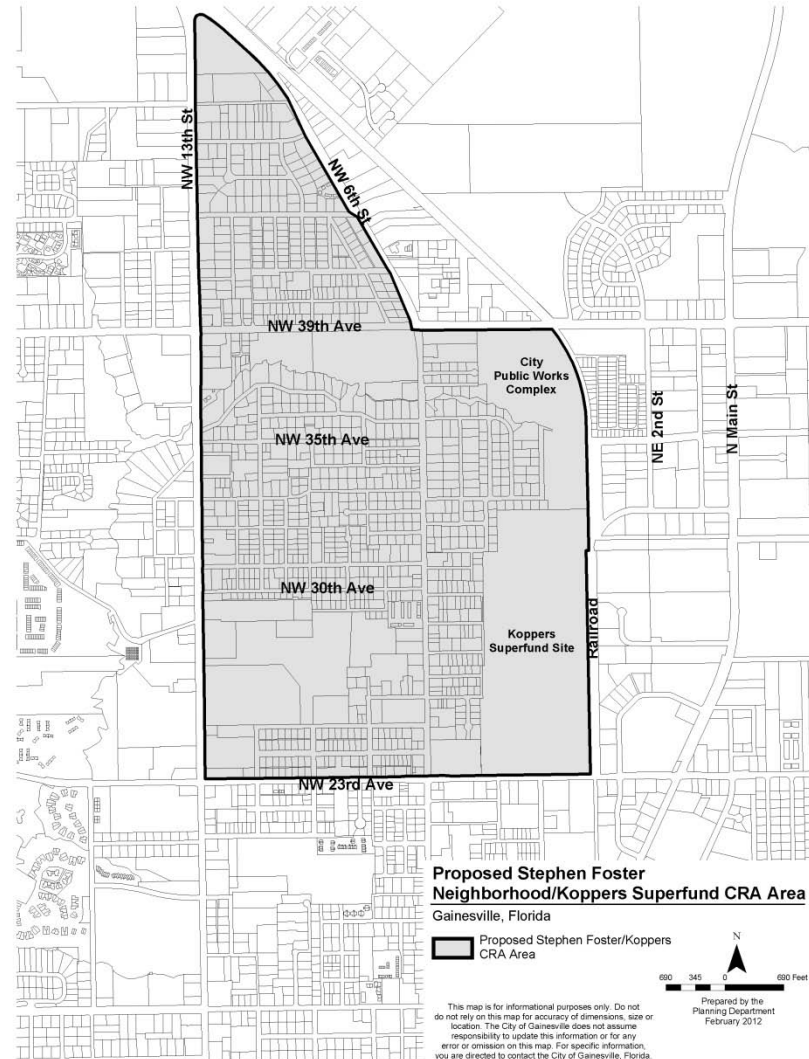 NW 13th St
NW 6th St
NW 39th Ave
City
Public Works
Complex
NW 35th Ave
NE 2nd St
N Main St
NW 30th Ave
Koppers
Superfund Site
Railroad
NW 23rd Ave
Proposed Stephen Foster
Neighborhood/Koppers Superfund CRA Area
Gainesville, Florida
Proposed Stephen Foster/Koppers
CRA Area
N
690 345 0 690 Feet
Prepared by the
Planning Department
February 2012
This map is for informational purposes only. Do not
do not rely on this map for accuracy of dimensions, size or
location. The City of Gainesville does not assume
responsibility to update this information or for any
error or omission on this map. For specific information,
you are directed to contact the City of Gainesville, Florida.